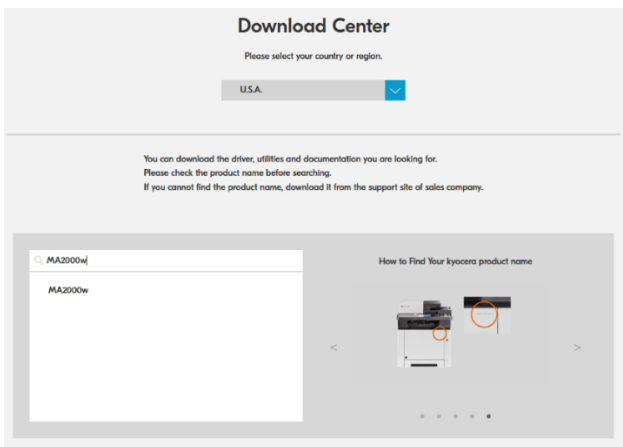 Download Center
Please select your country or region.
U.S.A.
You can download the driver, utilities and documentation you are looking for.
Please check the product name before searching.
If you cannot find the product name, download it from the support site of sales company.
MA2000w
MA2000w
How to Find Your kyocera product name
<
>